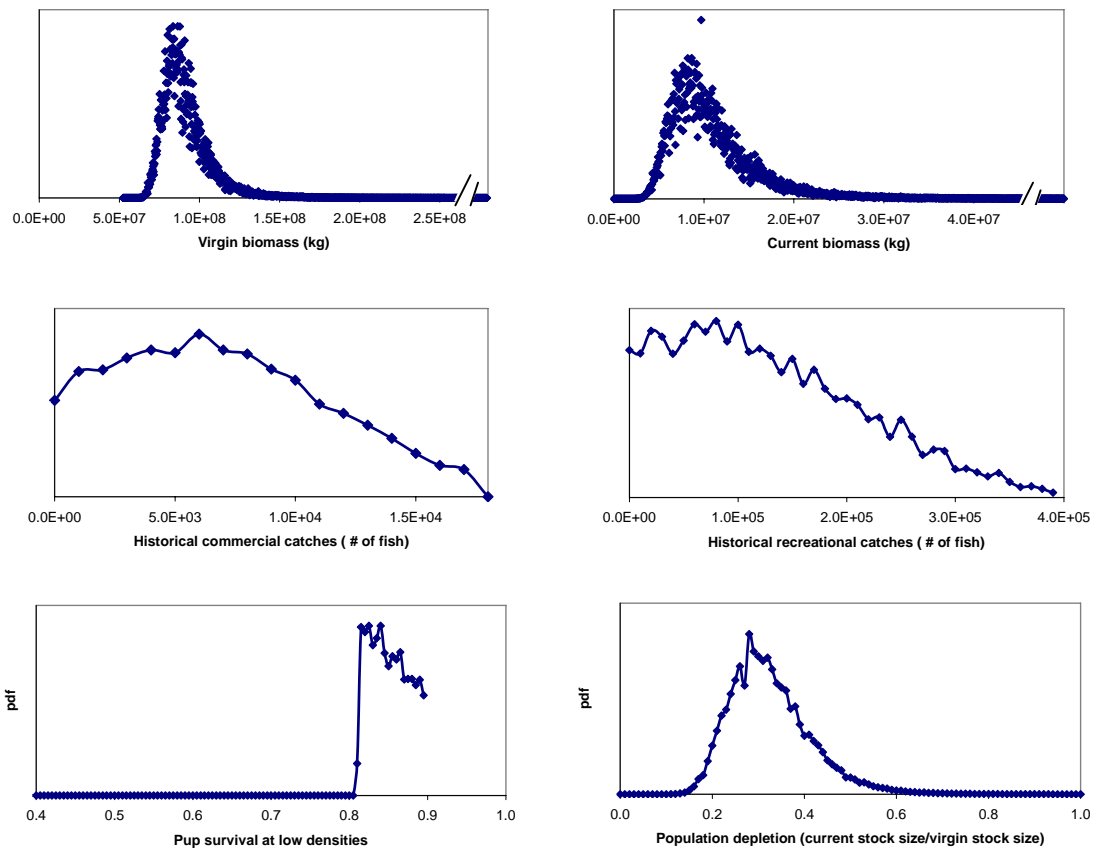 0.0E+00 5.0E+07 1.0E+08 1.5E+08 2.0E+08 2.5E+08
Virgin biomass (kg)
0.0E+00 1.0E+07 2.0E+07 3.0E+07 4.0E+07
Current biomass (kg)
0.0E+00 5.0E+03 1.0E+04 1.5E+04
Historical commercial catches ( # of fish)
0.0E+00 1.0E+05 2.0E+05 3.0E+05 4.0E+05
Historical recreational catches ( # of fish)
pdf
0.4 0.5 0.6 0.7 0.8 0.9 1.0
Pup survival at low densities
pdf
0.0 0.2 0.4 0.6 0.8 1.0
Population depletion (current stock size/virgin stock size)